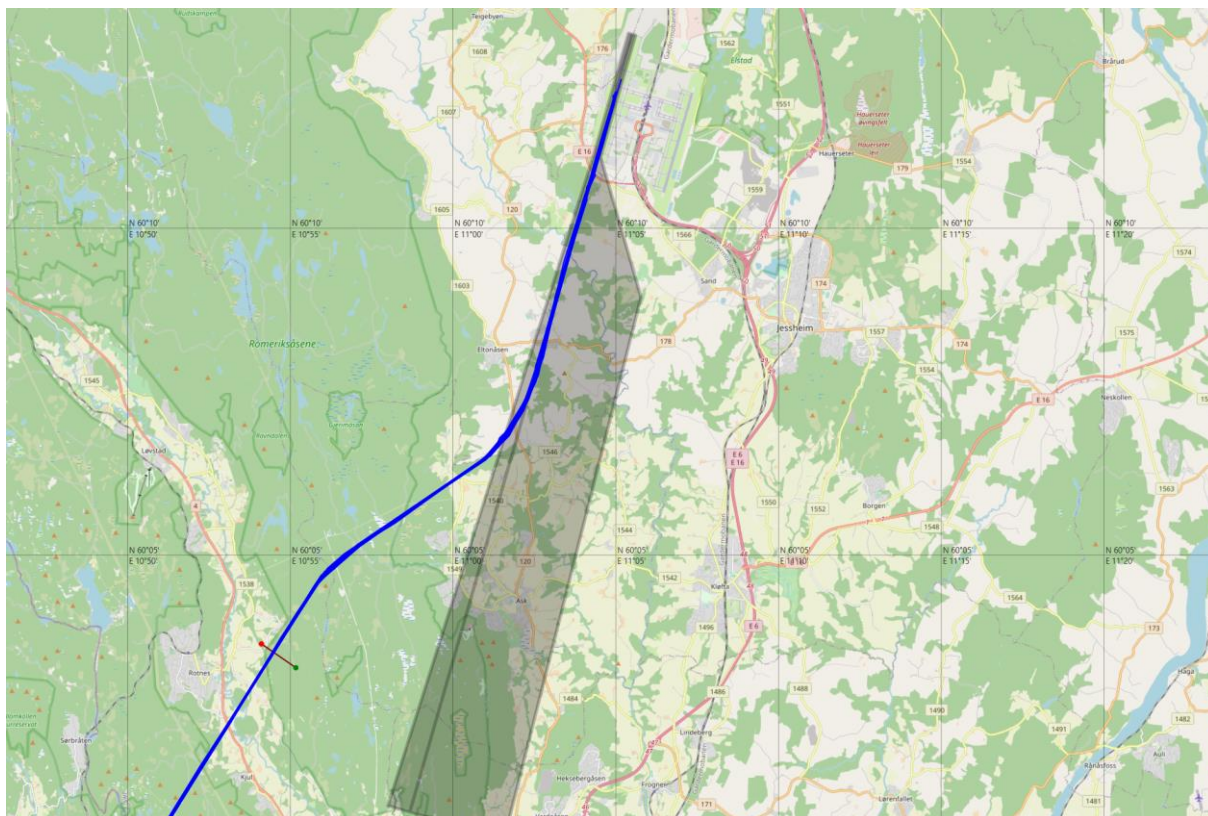 Rudskampen
Teigebyen
1608
176
1562
Elstad
Brårud
1607
1551
E 16
Hauerseter
179
1554
1559
1605
120
N 60°10'
E 10°50'
N 60°10'
E 10°55'
N 60°10'
E 11°00'
N 60°10'
E 11°05'
N 60°10'
E 11°10'
N 60°10'
E 11°15'
N 60°10'
E 11°20'
1566
1574
1603
Sand
174
Jessheim
1557
1575
Romeriksåsene
Eltonåsen
178
174
1545
1554
E 16
Neskollen
Løvstad
1546
E 6
E 16
1563
4
1540
1550
1552
Borgen
1544
1548
N 60°05'
E 10°50'
N 60°05'
E 10°55'
N 60°05'
E 11°00'
N 60°05'
E 11°05'
N 60°05'
N 60°05'
E 11°15'
N 60°05'
E 11°20'
1549
120
1538
1542
Kløfta
1564
Ask
1496
E 6
173
Rotnes
Haga
1484
1486
1488
1490
1482
Sørbråten
Lindeberg
1491
Auli
Rånåsfoss
Kjul
Heksebergåsen
Frogner
171
Lørenfallet
1481